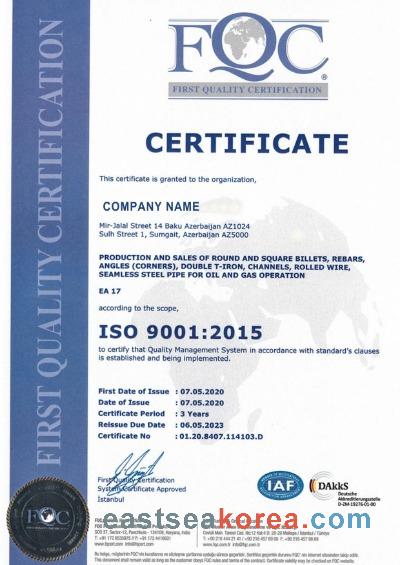 FQC
®
FIRST QUALITY CERTIFICATION
FIRST QUALITY CERTIFICATION
CERTIFICATE
This certificate is granted to the organization,
COMPANY NAME
Mir-Jalal Street 14 Baku Azerbaijan AZ1024
Sulh Street 1, Sumgait, Azerbaijan AZ5000
PRODUCTION AND SALES OF ROUND AND SQUARE BILLETS, REBARS,
ANGLES (CORNERS), DOUBLE T-IRON, CHANNELS, ROLLED WIRE,
SEAMLESS STEEL PIPE FOR OIL AND GAS OPERATION
EA 17
according to the scope,
ISO 9001:2015
to certify that Quality Management System in accordance with standard's clauses
is established and being implemented.
First Date of Issue : 07.05.2020
Date of Issue : 07.05.2020
Certificate Period : 3 Years
Reissue Due Date : 06.05.2023
Certificate No : 01.20.8407.114103.D
First Quality Certification
System Certificate Approved
Istanbul
IAF
DAkkS
Deutsche
Akkreditierungsstelle
D-ZM-19276-01-00
FQC
eastseakorea.com